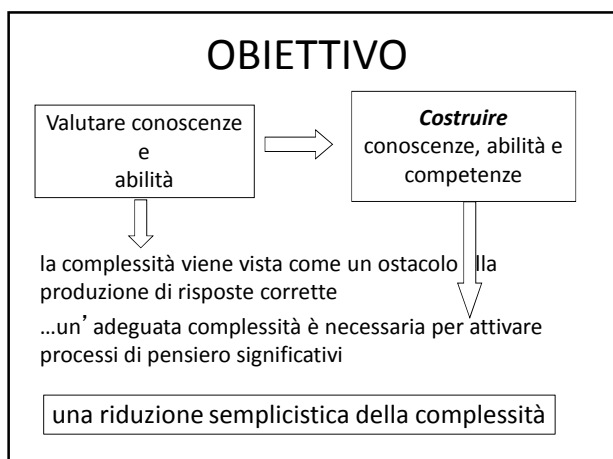 OBIETTIVO
Valutare conoscenze
e
abilità
Costruire
conoscenze, abilità e
competenze
la complessità viene vista come un ostacolo lla
produzione di risposte corrette
…un’ adeguata complessità è necessaria per attivare
processi di pensiero significativi
una riduzione semplicistica della complessità